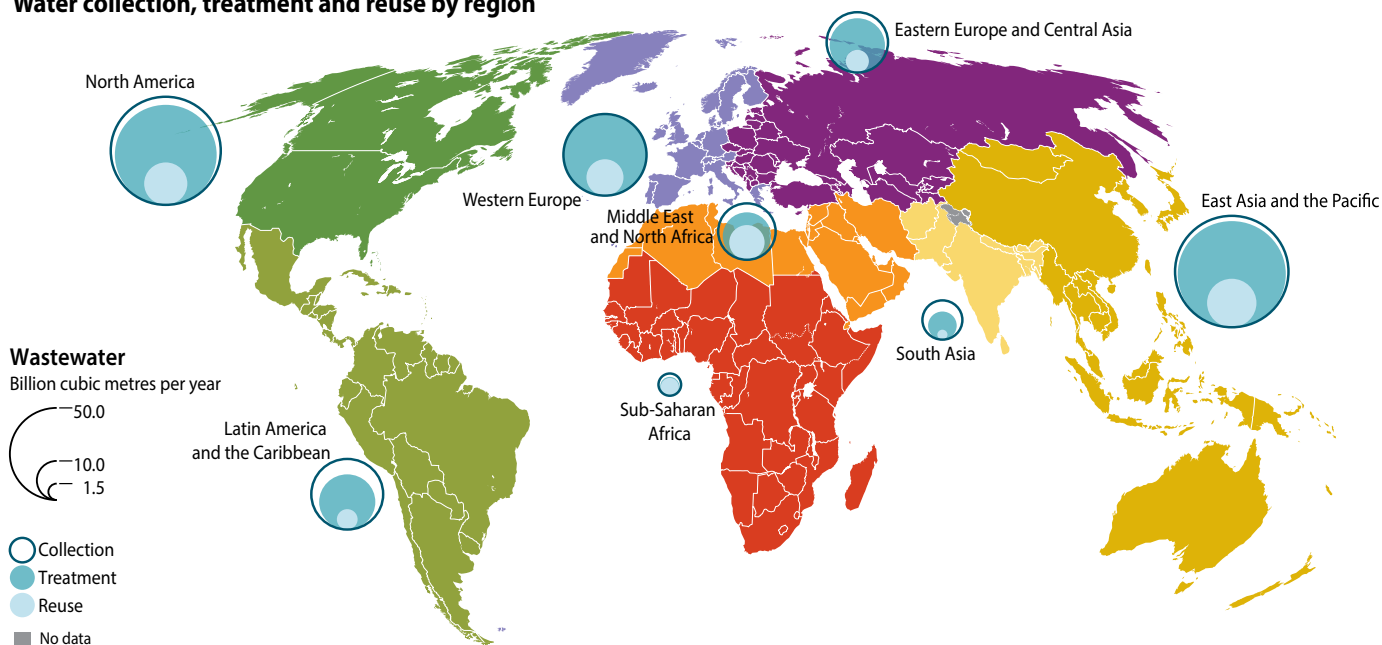 Water collection, treatment and reuse by region
Eastern Europe and Central Asia
North America
Western Europe
Middle East
and North Africa
East Asia and the Pacific
South Asia
Sub-Saharan
Africa
Latin America
and the Caribbean
Wastewater
Billion cubic metres per year
50.0
10.0
1.5
Collection
Treatment
Reuse
No data